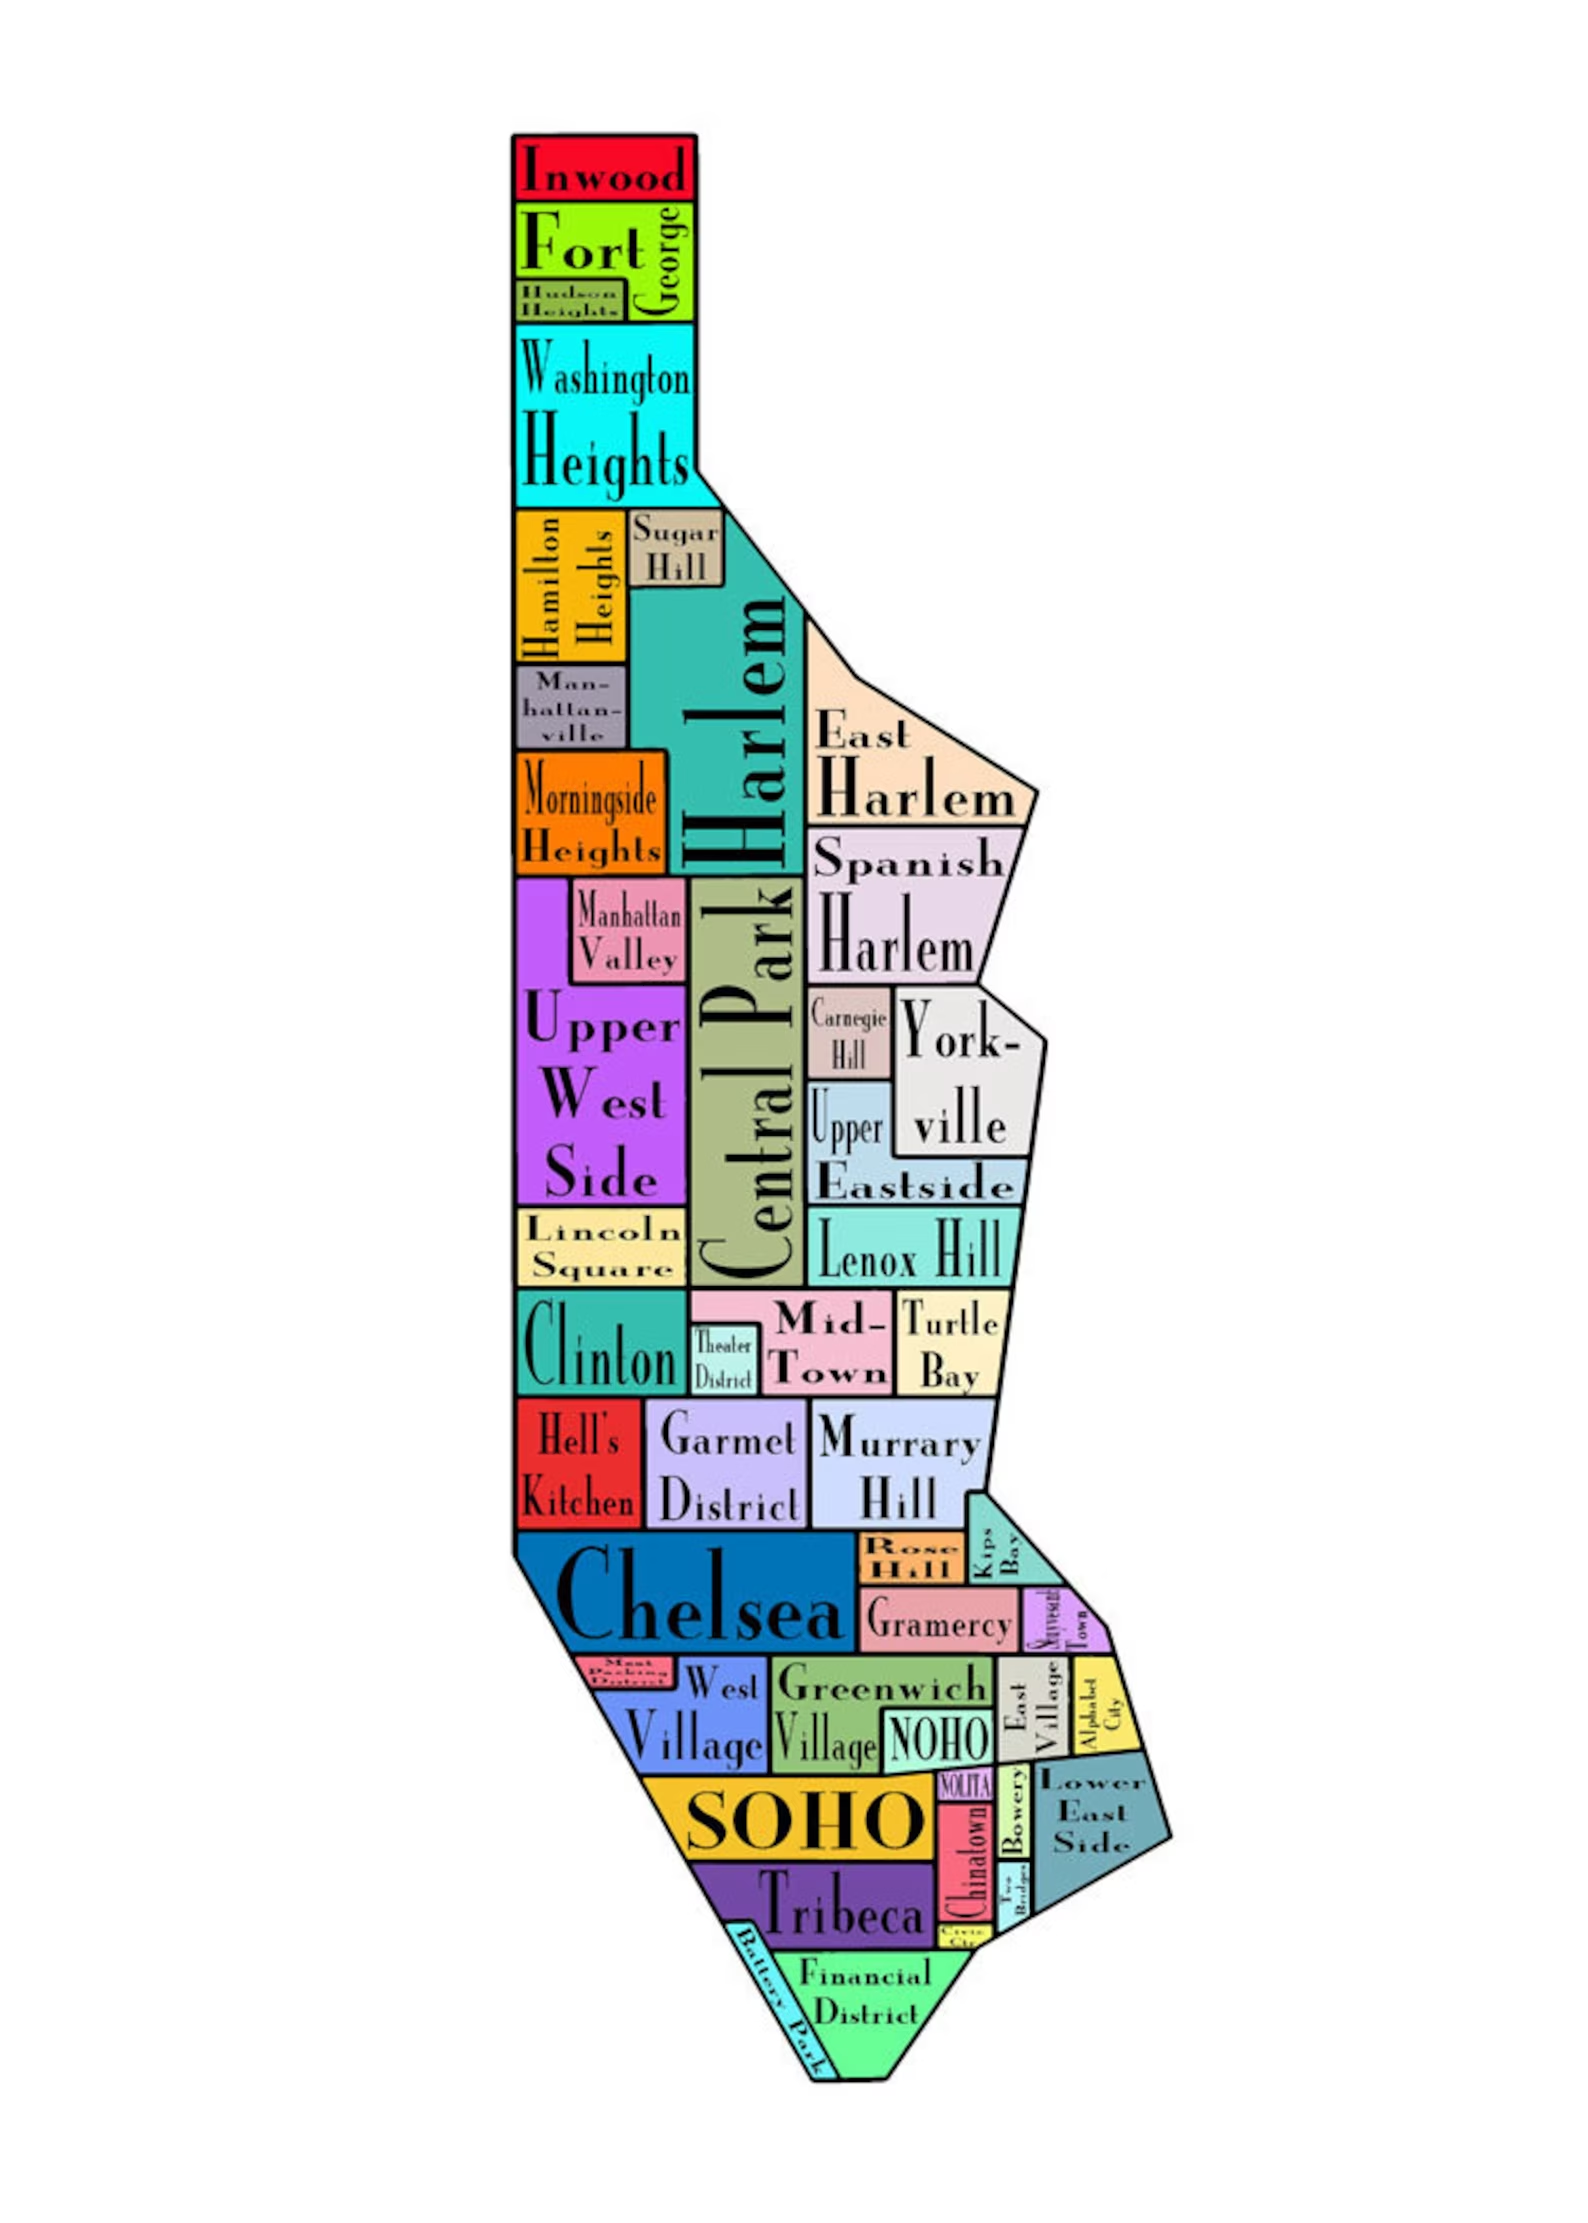 Inwood
Fort
George
Hudson
Heights
Washington
Heights
Hamilton
Heights
Sugar
Hill
Harlem
Man-
hattan-
ville
Morningside
Heights
East
Harlem
Spanish
Harlem
Manhattan
Valley
Upper
West
Side
Central Park
Carnegie
Hill
York-
ville
Upper
Eastside
Lincoln
Square
Lenox Hill
Clinton
Theater
District
Mid-
Town
Turtle
Bay
Hell's
Kitchen
Garmet
District
Murrary
Hill
Kips
Bay
Chelsea
Rose
Hill
Gramercy
Stuyvesant
Town
Meat
Packing
District
West
Village
Greenwich
Village
NOHO
East
Village
Alphabet
City
SOHO
NOLITA
Bowery
Lower
East
Side
Chinatown
Two
Bridges
Tribeca
Civic
Ctr
Battery Park
Financial
District